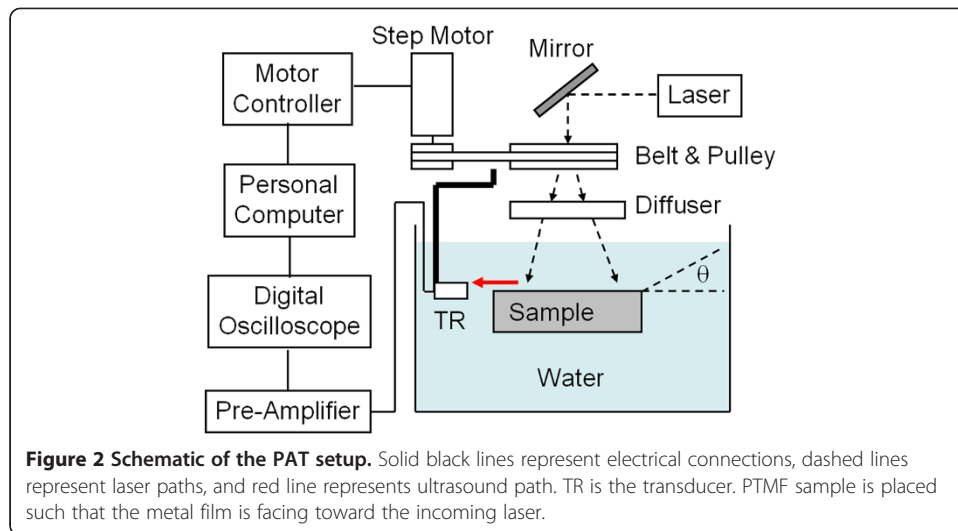 Step Motor
Mirror
Motor
Controller
Laser
Belt & Pulley
Personal
Computer
Diffuser
θ
Digital
Oscilloscope
TR
Sample
Water
Pre-Amplifier
Figure 2 Schematic of the PAT setup. Solid black lines represent electrical connections, dashed lines
represent laser paths, and red line represents ultrasound path. TR is the transducer. PTMF sample is placed
such that the metal film is facing toward the incoming laser.